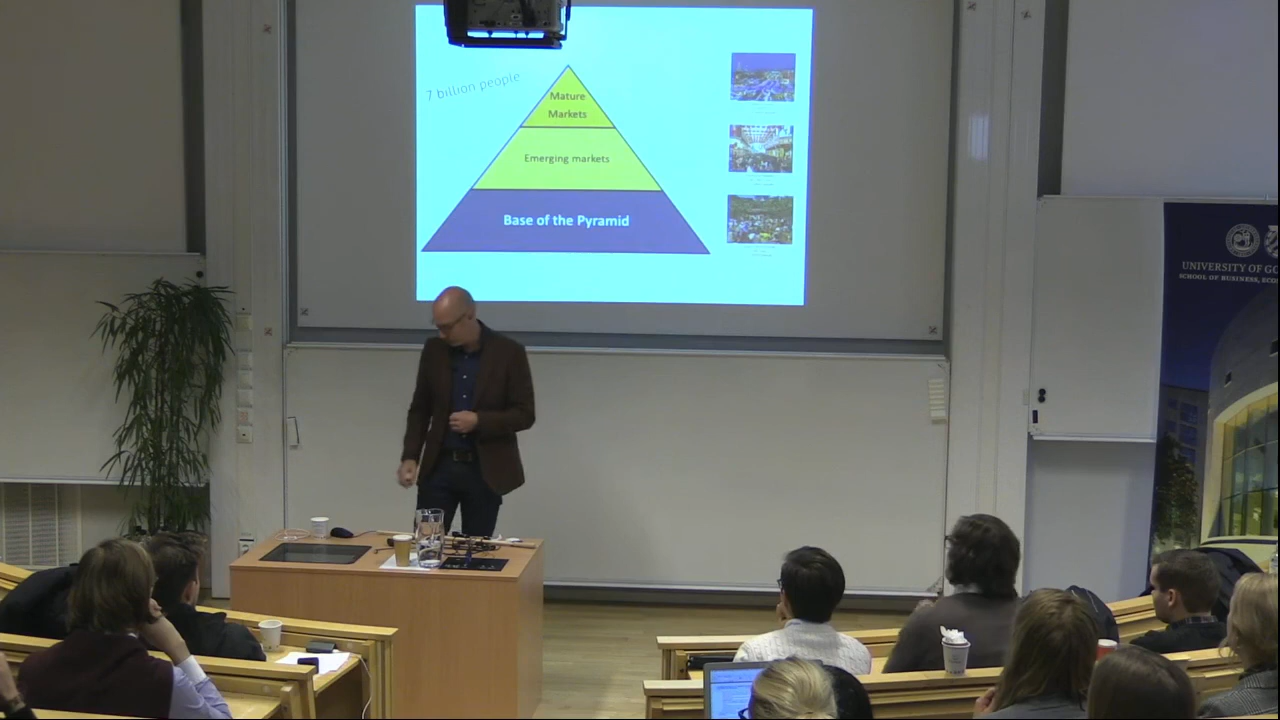 7 billion people
Mature
Markets
Emerging markets
Base of the Pyramid
UNIVERSITY OF GO
SCHOOL OF BUSINESS, ECO